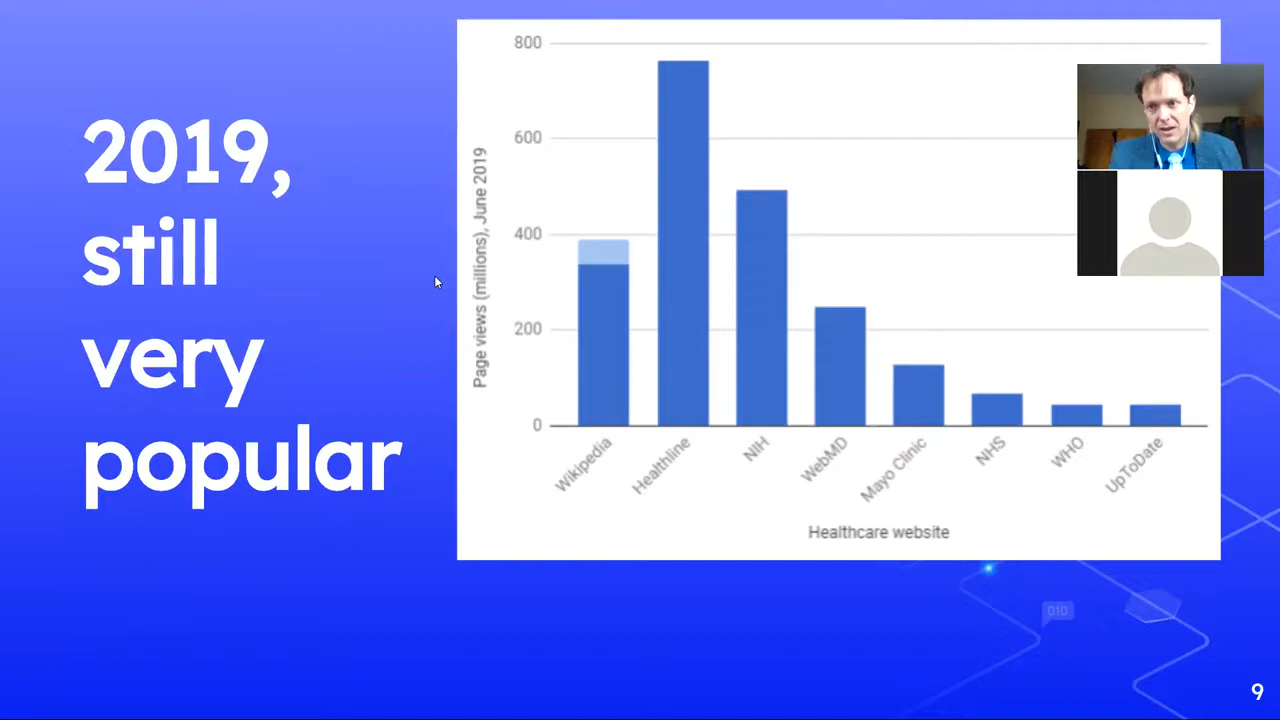 2019,
still
very
popular
800
600
400
200
0
Page views (millions), June 2019
Wikipedia
Healthline
NIH
WebMD
Mayo Clinic
NHS
WHO
UpToDate
Healthcare website
010
9